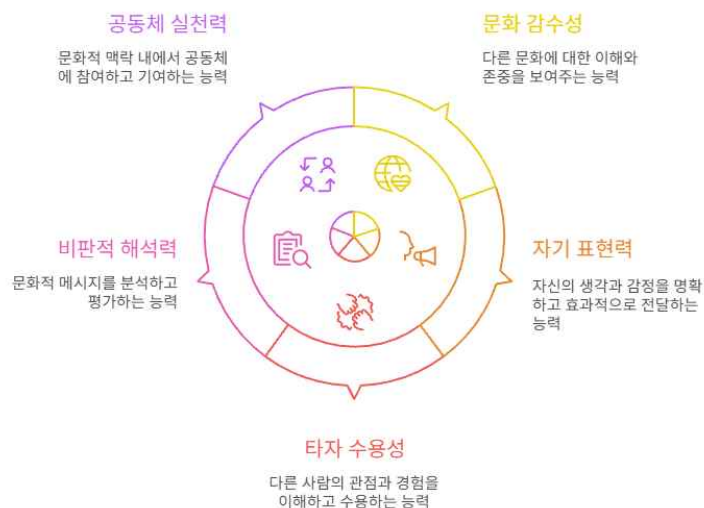 공동체 실천력
문화적 맥락 내에서 공동체
에 참여하고 기여하는 능력
문화 감수성
다른 문화에 대한 이해와
존중을 보여주는 능력
비판적 해석력
문화적 메시지를 분석하고
평가하는 능력
자기 표현력
자신의 생각과 감정을 명확
하고 효과적으로 전달하는
능력
타자 수용성
다른 사람의 관점과 경험을
이해하고 수용하는 능력